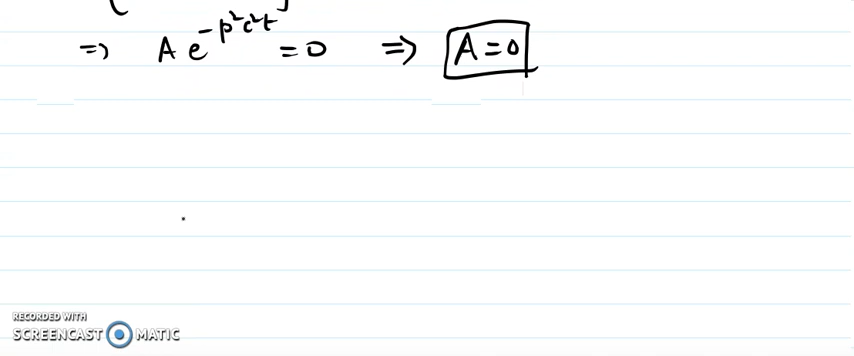 ⇒ A e^{-p²c²t} = 0 ⇒ A = 0
RECORDED WITH
SCREENCAST MATIC